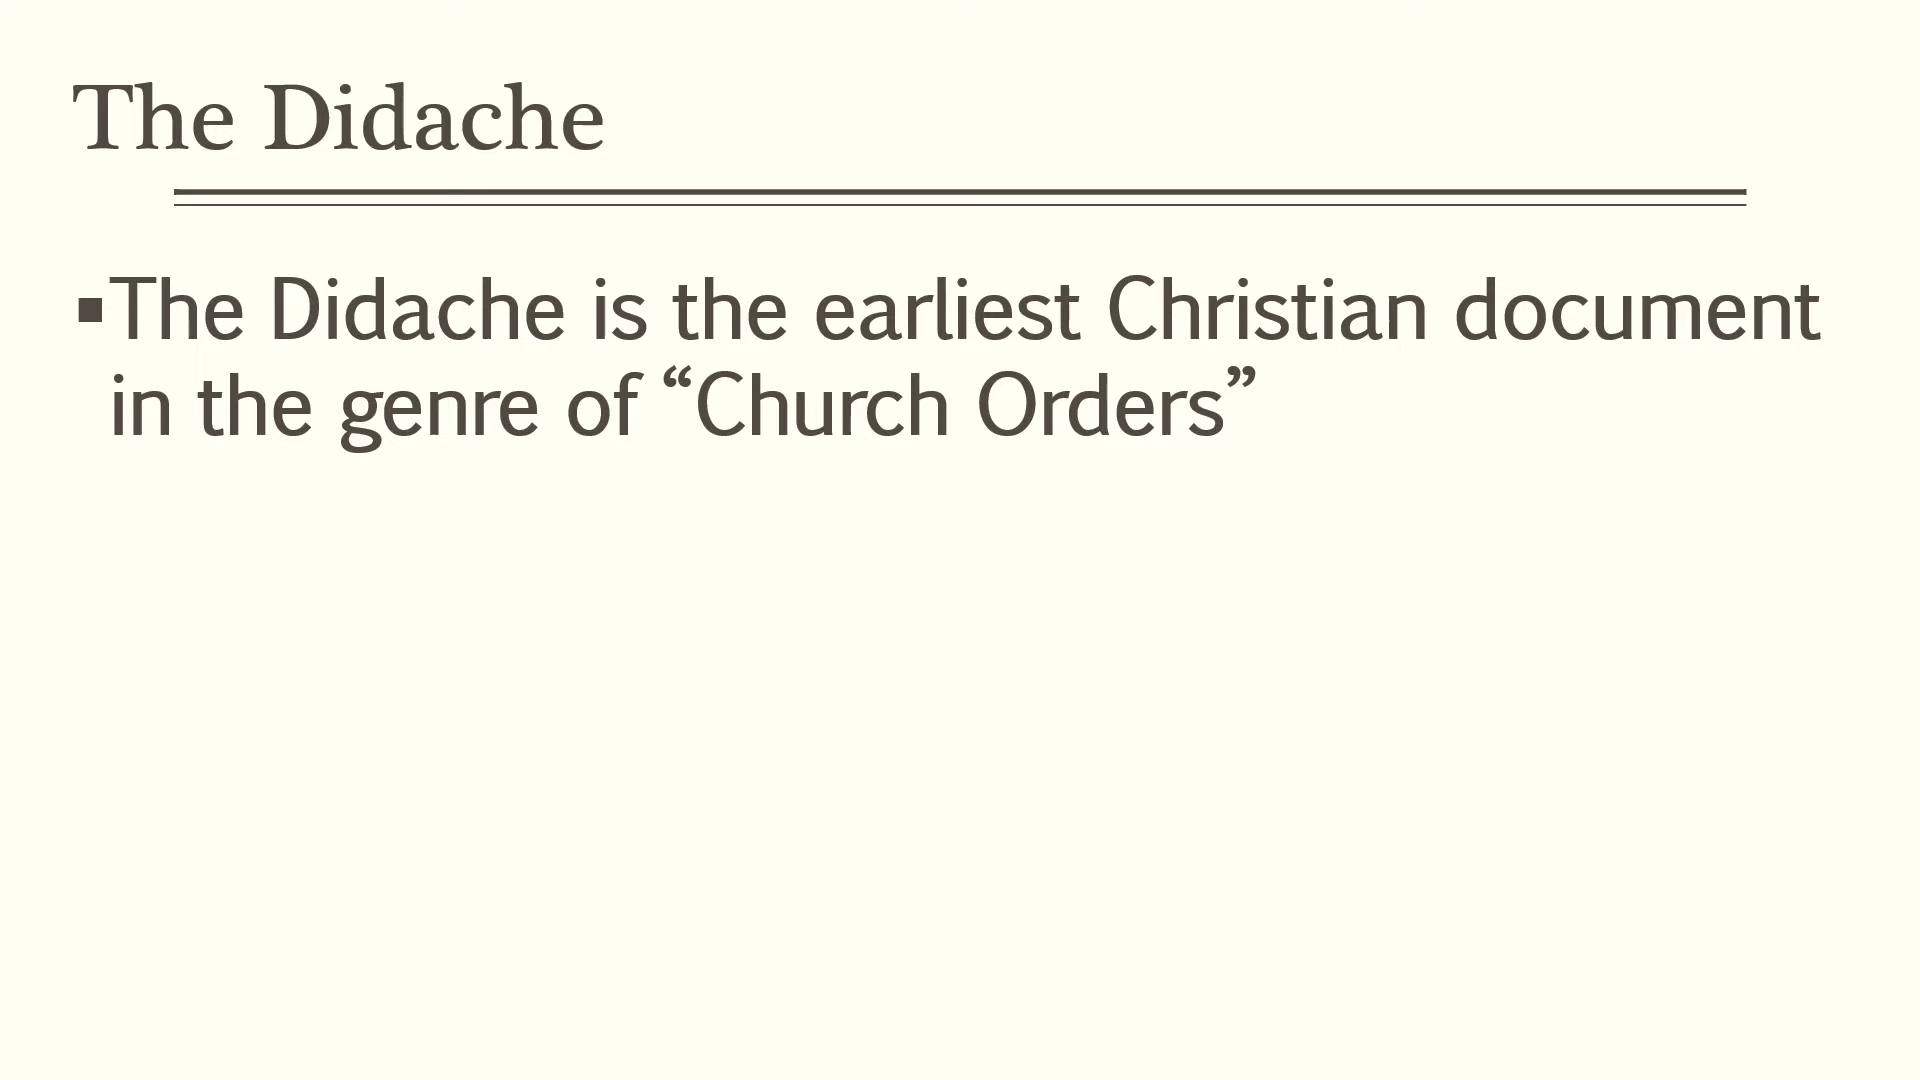 The Didache
▪The Didache is the earliest Christian document
in the genre of “Church Orders”